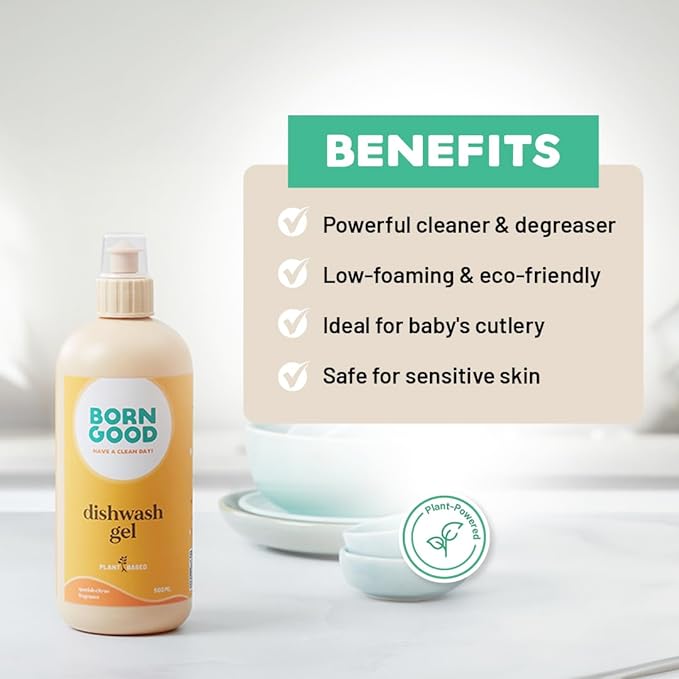 BENEFITS
Powerful cleaner & degreaser
Low-foaming & eco-friendly
Ideal for baby's cutlery
Safe for sensitive skin
BORN
GOOD
HAVE A CLEAN DAY!
dishwash
gel
PLANT BASED
fragrance
500ML
Plant-Powered